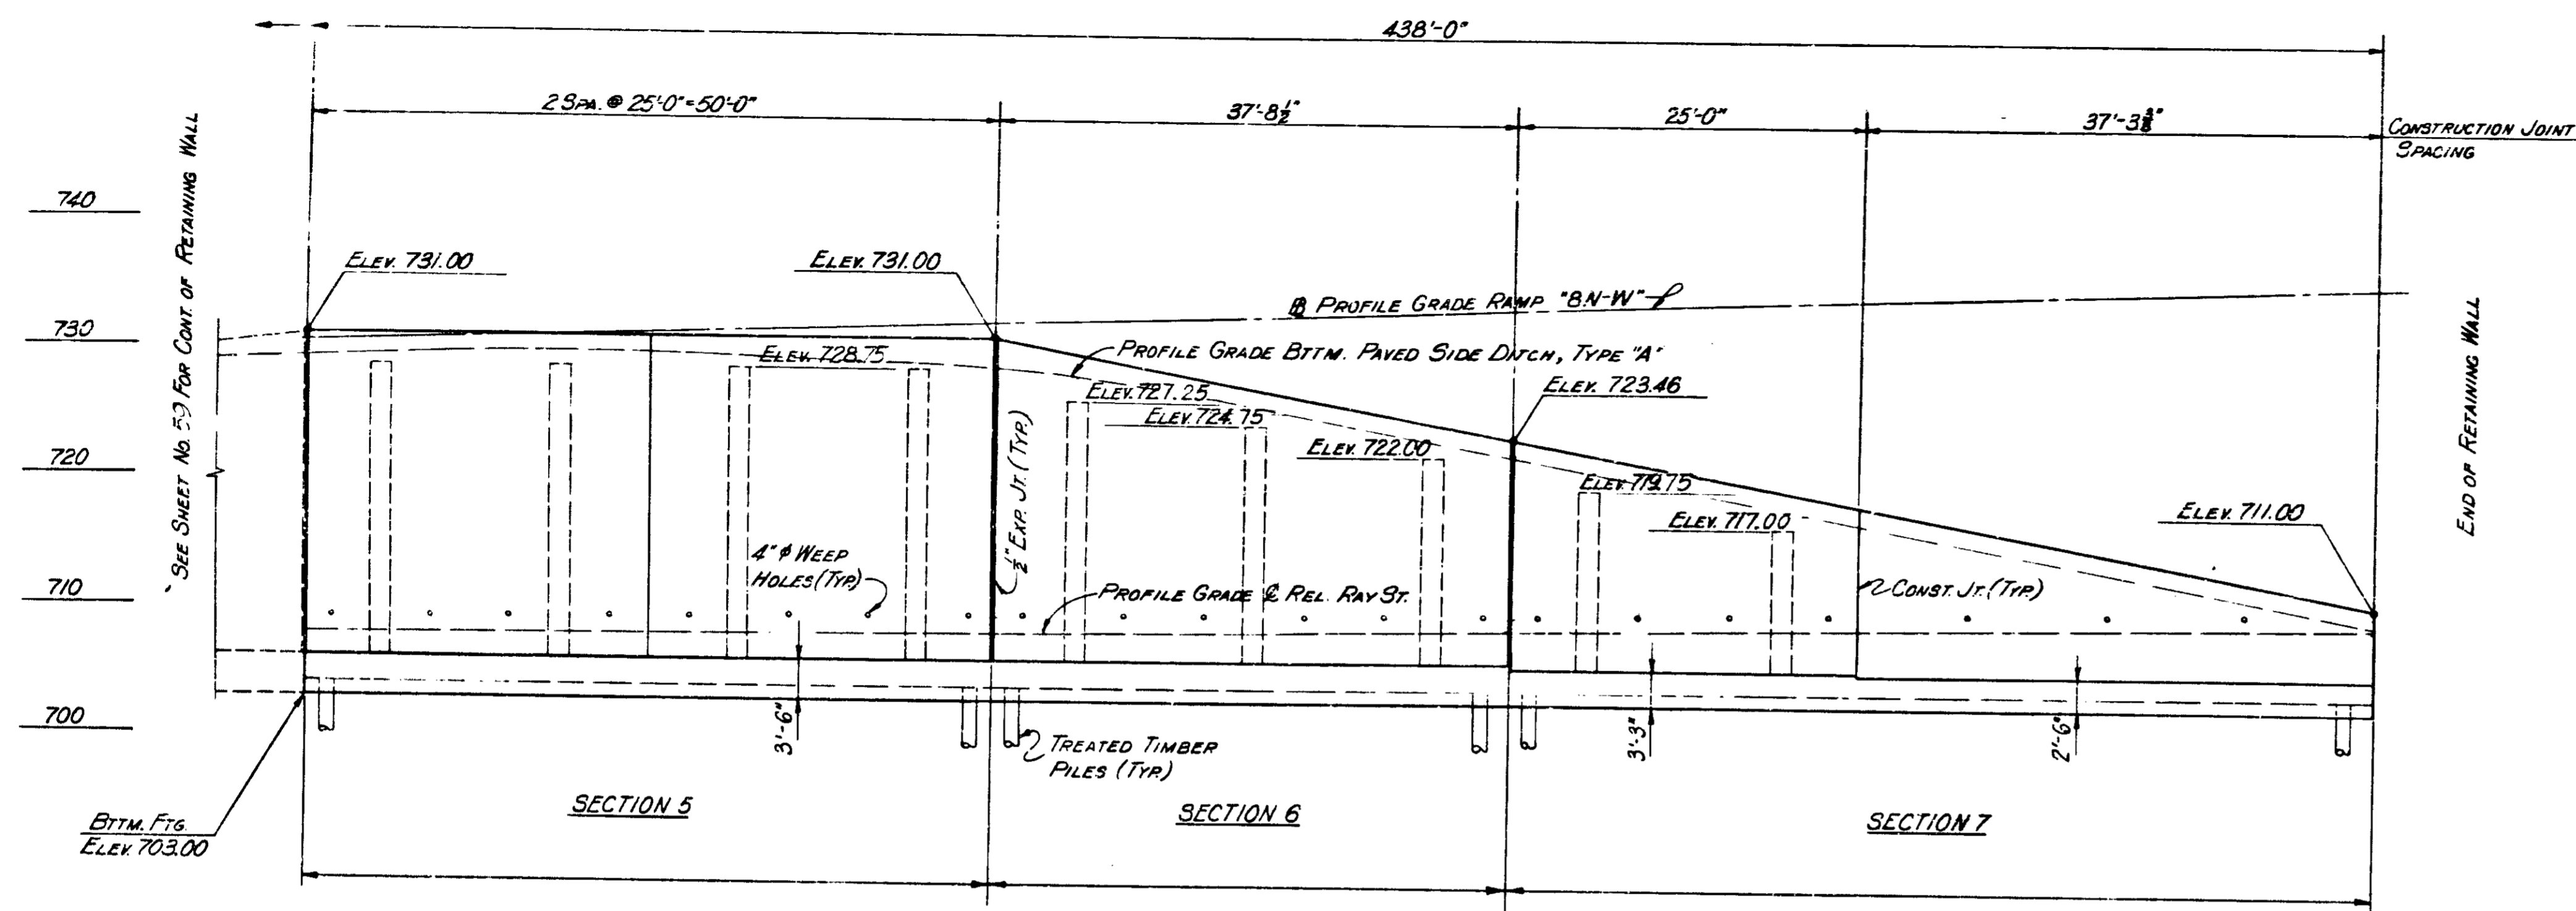 438'-0"
2 SPA. @ 25'-0"=50'-0"
37'-8½"
25'-0"
37'-3⅜"
CONSTRUCTION JOINT
SPACING
740
730
720
710
700
SEE SHEET NO. 59 FOR CONT. OF RETAINING WALL
ELEV. 731.00
ELEV. 731.00
PROFILE GRADE RAMP "8.N-W"
ELEV. 728.75
PROFILE GRADE BTTM. PAVED SIDE DITCH, TYPE "A"
ELEV. 727.25
ELEV. 724.75
ELEV. 723.46
ELEV. 722.00
ELEV. 719.75
ELEV. 717.00
ELEV. 711.00
END OF RETAINING WALL
½" EXP. JT. (TYP.)
4" φ WEEP
HOLES (TYP.)
PROFILE GRADE ℄ REL. RAY ST.
CONST. JT. (TYP.)
3'-6"
3'-3"
2'-6"
TREATED TIMBER
PILES (TYP.)
BTTM. FTG.
ELEV. 703.00
SECTION 5
SECTION 6
SECTION 7